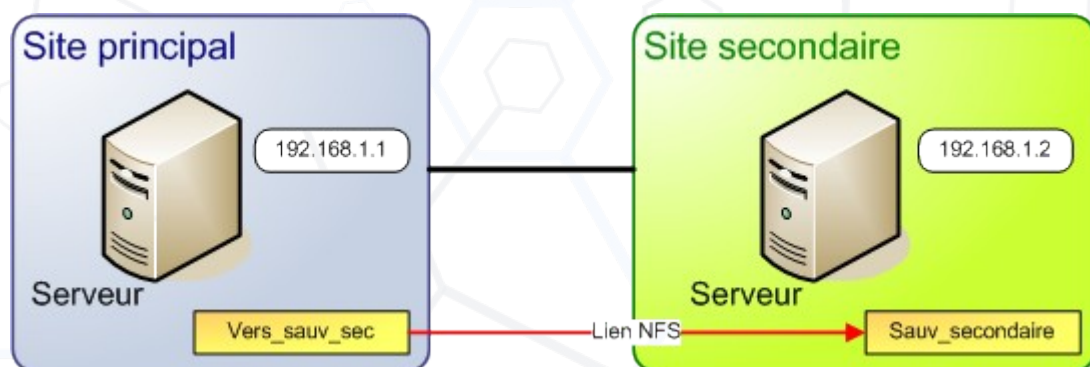 Site principal
192.168.1.1
Serveur
Vers_sauv_sec
Lien NFS
Site secondaire
192.168.1.2
Serveur
Sauv_secondaire